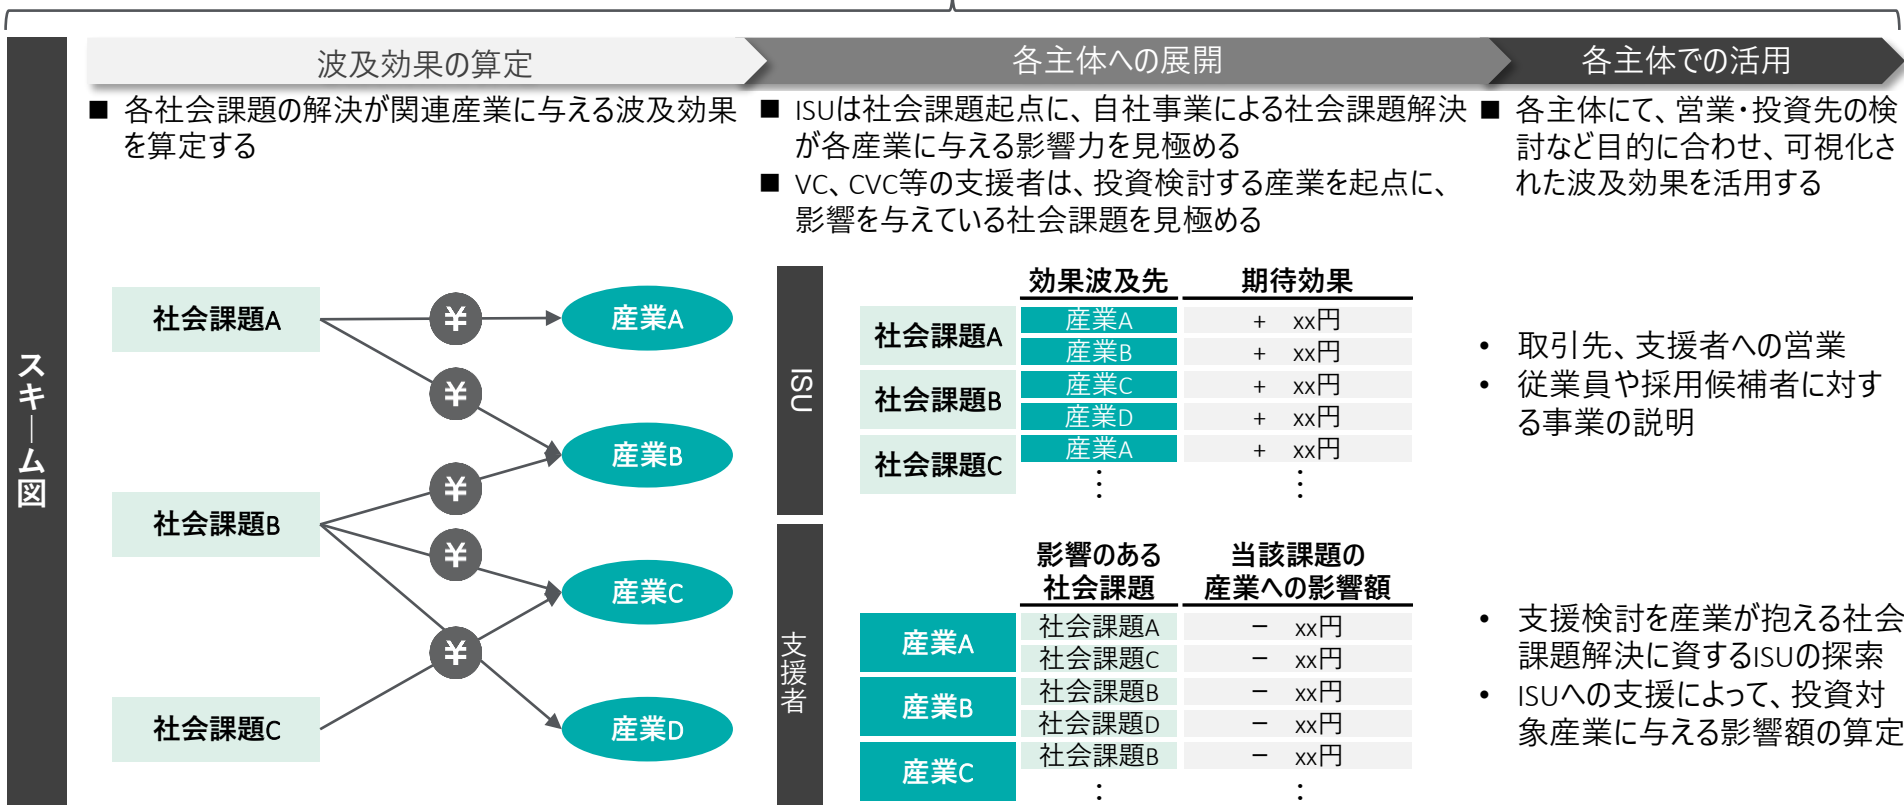 スキーム図
波及効果の算定
■ 各社会課題の解決が関連産業に与える波及効果
を算定する
社会課題A
社会課題B
社会課題C
¥
¥
¥
¥
¥
産業A
産業B
産業C
産業D
各主体への展開
■ ISUは社会課題起点に、自社事業による社会課題解決
が各産業に与える影響力を見極める
■ VC、CVC等の支援者は、投資検討する産業を起点に、
影響を与えている社会課題を見極める
ISU
効果波及先 期待効果
社会課題A
産業A + xx円
産業B + xx円
社会課題B
産業C + xx円
産業D + xx円
社会課題C
産業A + xx円
： ：
支援者
影響のある
社会課題
当該課題の
産業への影響額
産業A
社会課題A － xx円
社会課題C － xx円
産業B
社会課題B － xx円
社会課題D － xx円
産業C
社会課題B － xx円
： ：
各主体での活用
■ 各主体にて、営業・投資先の検
討など目的に合わせ、可視化さ
れた波及効果を活用する
• 取引先、支援者への営業
• 従業員や採用候補者に対す
る事業の説明
• 支援検討を産業が抱える社会
課題解決に資するISUの探索
• ISUへの支援によって、投資対
象産業に与える影響額の算定